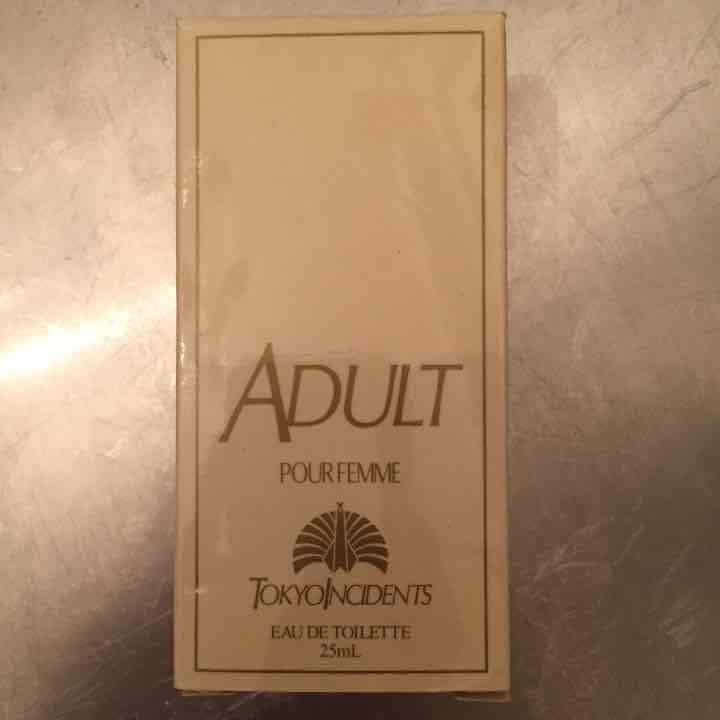 ADULT
POUR FEMME
TOKYO INCIDENTS
EAU DE TOILETTE
25mL